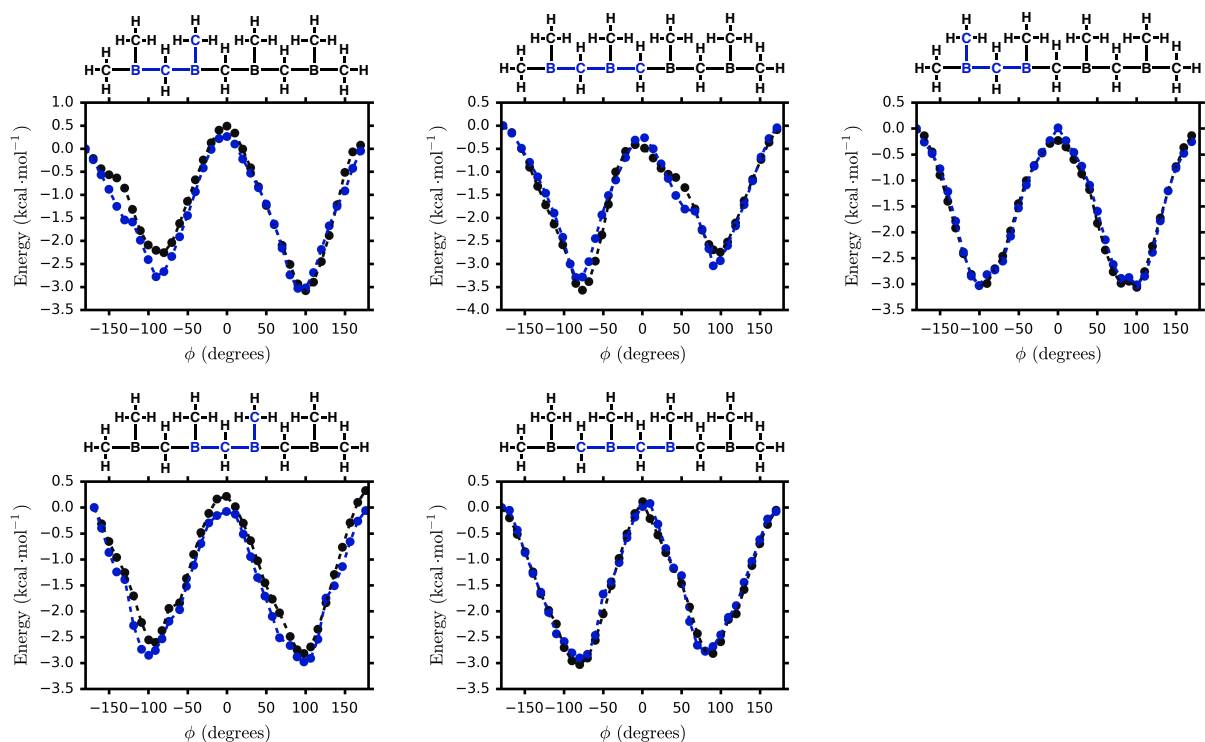 H H H H
H-C-H H-C-H H-C-H H-C-H
H H H H H
H-C-B-C-B-C-B-C-B-C-H
H H H H H
1.0
0.5
0.0
−0.5
−1.0
−1.5
−2.0
−2.5
−3.0
−3.5
Energy (kcal·mol⁻¹)
−150 −100 −50 0 50 100 150
ϕ (degrees)
H H H H
H-C-H H-C-H H-C-H H-C-H
H H H H H
H-C-B-C-B-C-B-C-B-C-H
H H H H H
0.5
0.0
−0.5
−1.0
−1.5
−2.0
−2.5
−3.0
−3.5
−4.0
Energy (kcal·mol⁻¹)
−150 −100 −50 0 50 100 150
ϕ (degrees)
H H H H
H-C-H H-C-H H-C-H H-C-H
H H H H H
H-C-B-C-B-C-B-C-B-C-H
H H H H H
0.5
0.0
−0.5
−1.0
−1.5
−2.0
−2.5
−3.0
−3.5
Energy (kcal·mol⁻¹)
−150 −100 −50 0 50 100 150
ϕ (degrees)
H H H H
H-C-H H-C-H H-C-H H-C-H
H H H H H
H-C-B-C-B-C-B-C-B-C-H
H H H H H
0.5
0.0
−0.5
−1.0
−1.5
−2.0
−2.5
−3.0
−3.5
Energy (kcal·mol⁻¹)
−150 −100 −50 0 50 100 150
ϕ (degrees)
H H H H
H-C-H H-C-H H-C-H H-C-H
H H H H H
H-C-B-C-B-C-B-C-B-C-H
H H H H H
0.5
0.0
−0.5
−1.0
−1.5
−2.0
−2.5
−3.0
−3.5
Energy (kcal·mol⁻¹)
−150 −100 −50 0 50 100 150
ϕ (degrees)